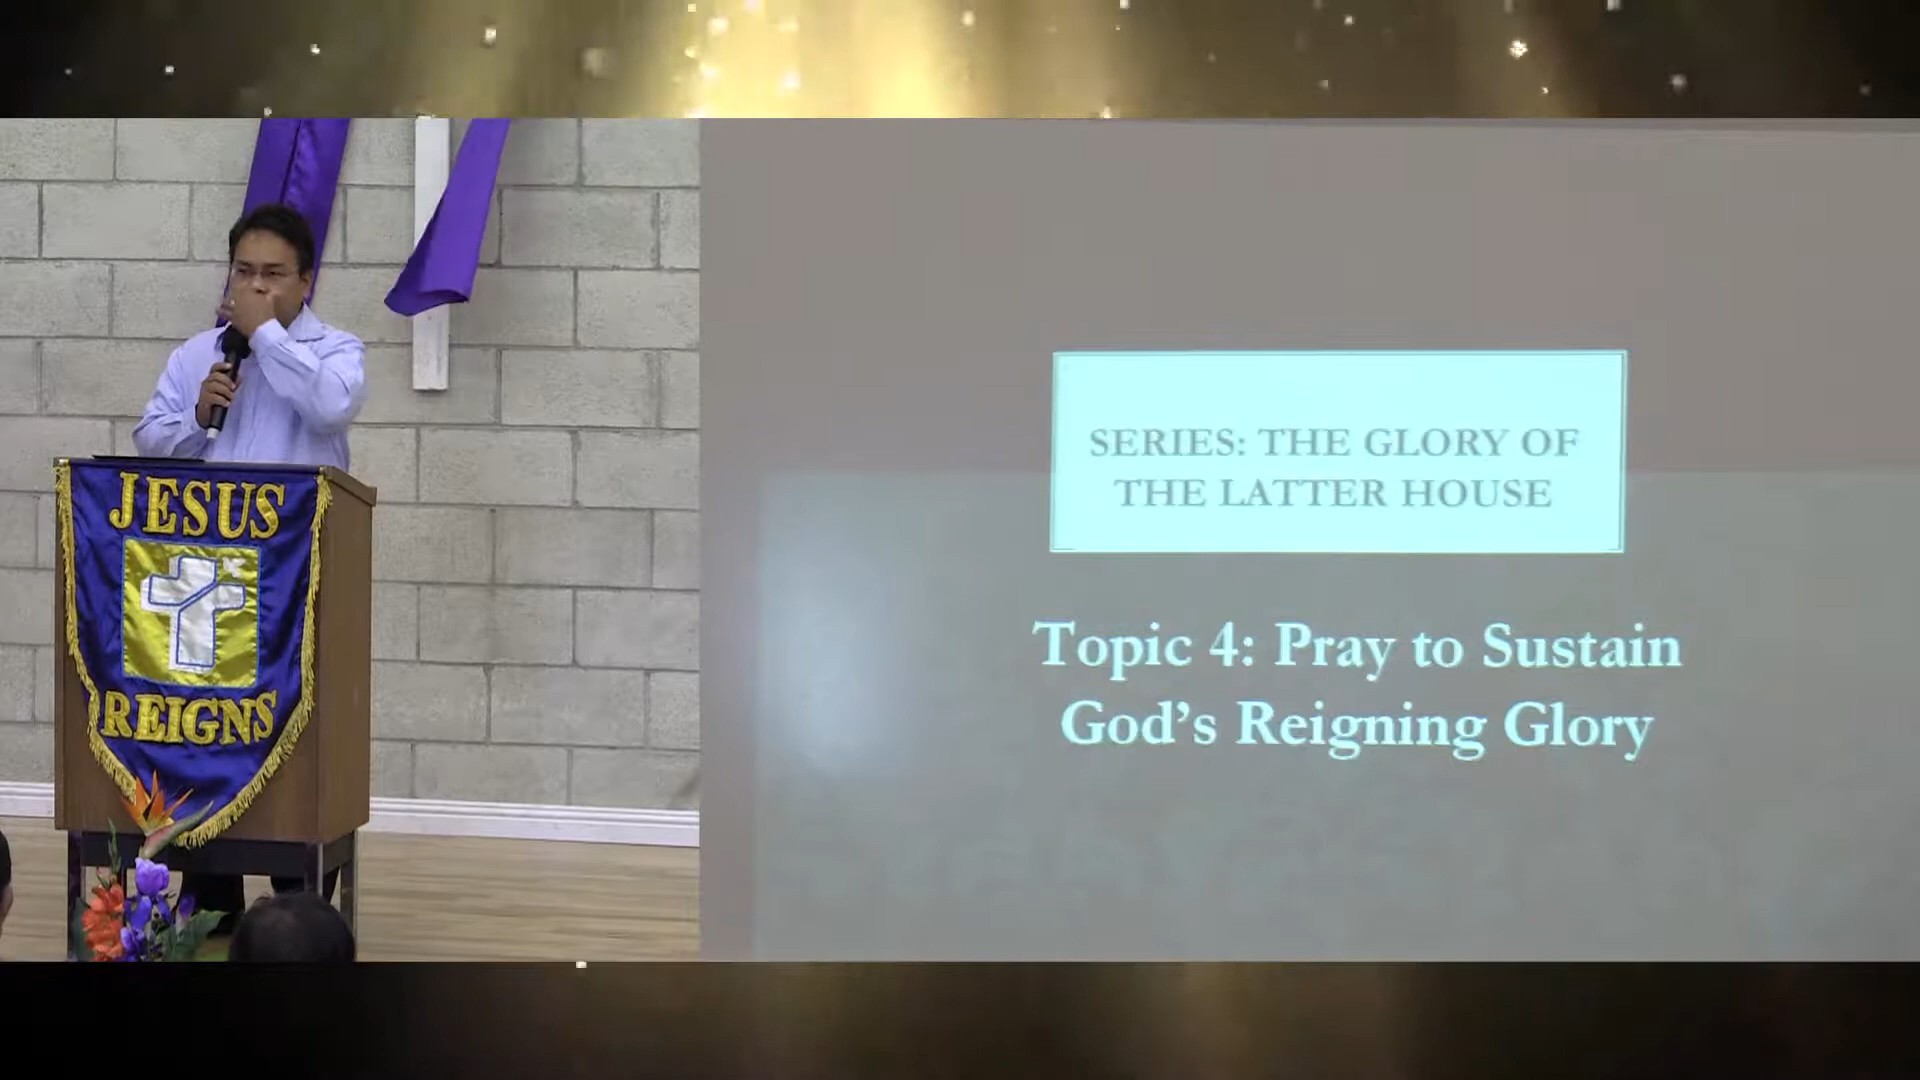 JESUS
REIGNS
SERIES: THE GLORY OF
THE LATTER HOUSE
Topic 4: Pray to Sustain
God's Reigning Glory